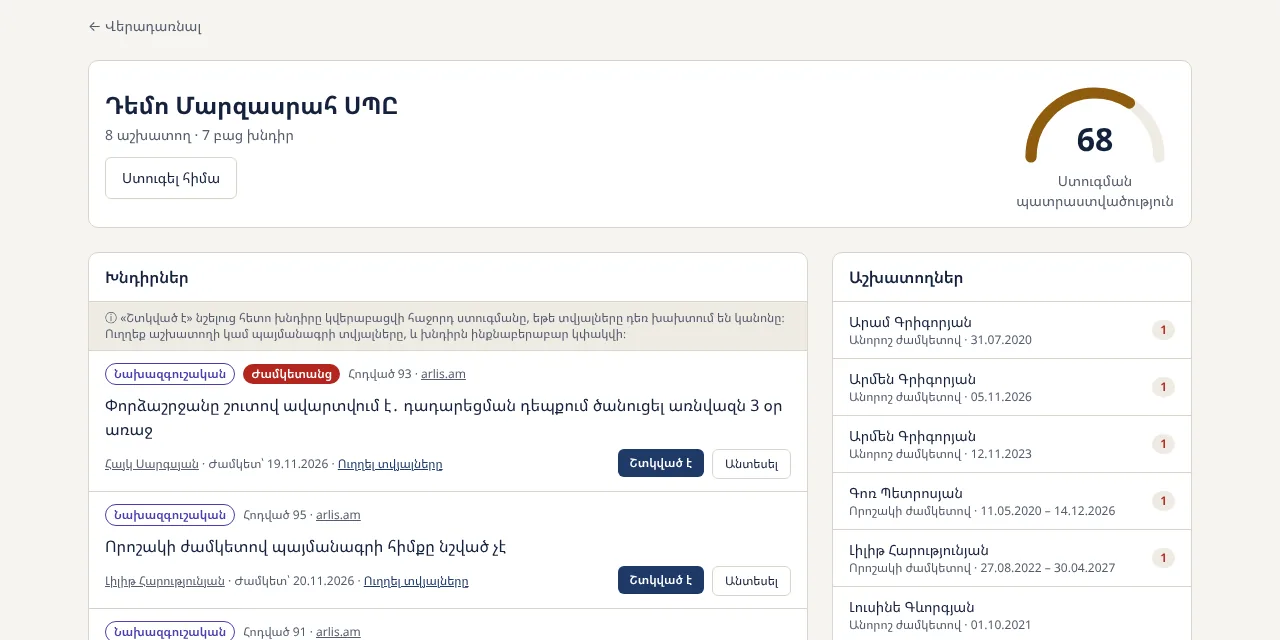 ← Վերադառնալ
Դեմո Մարզասրահ ՍՊԸ
8 աշխատող · 7 բաց խնդիր
Ստուգել հիմա
68
Ստուգման
պատրաստվածություն
Խնդիրներ
ⓘ «Շտկված է» նշելուց հետո խնդիրը կվերաբացվի հաջորդ ստուգմանը, եթե տվյալները դեռ խախտում են կանոնը։
Ուղղեք աշխատողի կամ պայմանագրի տվյալները, և խնդիրն ինքնաբերաբար կփակվի։
Նախազգուշական Ժամկետանց Հոդված 93 · arlis.am
Փորձաշրջանը շուտով ավարտվում է․ դադարեցման դեպքում ծանուցել առնվազն 3 օր
առաջ
Հայկ Սարգսյան · Ժամկետ՝ 19.11.2026 · Ուղղել տվյալները
Շտկված է
Անտեսել
Նախազգուշական Հոդված 95 · arlis.am
Որոշակի ժամկետով պայմանագրի հիմքը նշված չէ
Լիլիթ Հարությունյան · Ժամկետ՝ 20.11.2026 · Ուղղել տվյալները
Շտկված է
Անտեսել
Նախազգուշական Հոդված 91 · arlis.am
Աշխատողներ
Արամ Գրիգորյան
Անորոշ ժամկետով · 31.07.2020
1
Արմեն Գրիգորյան
Անորոշ ժամկետով · 05.11.2026
1
Արմեն Գրիգորյան
Անորոշ ժամկետով · 12.11.2023
1
Գոռ Պետրոսյան
Որոշակի ժամկետով · 11.05.2020 – 14.12.2026
1
Լիլիթ Հարությունյան
Որոշակի ժամկետով · 27.08.2022 – 30.04.2027
1
Լուսինե Գևորգյան
Անորոշ ժամկետով · 01.10.2021